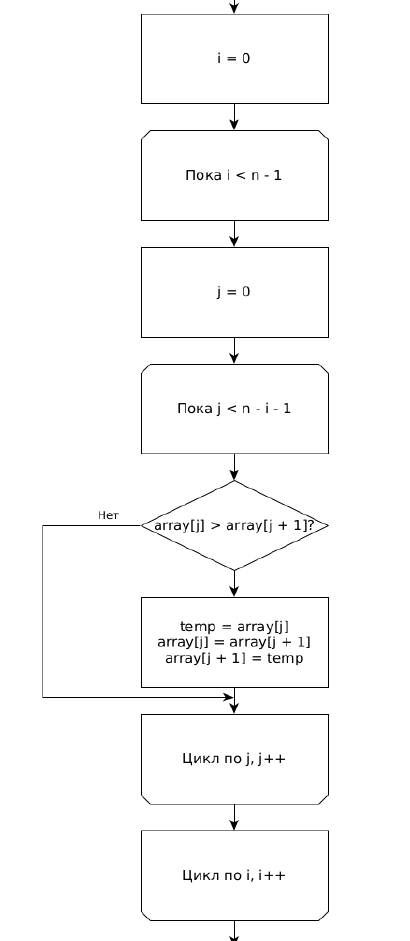 i = 0
Пока i < n - 1
j = 0
Пока j < n - i - 1
Нет
array[j] > array[j + 1]?
temp = array[j]
array[j] = array[j + 1]
array[j + 1] = temp
Цикл по j, j++
Цикл по i, i++